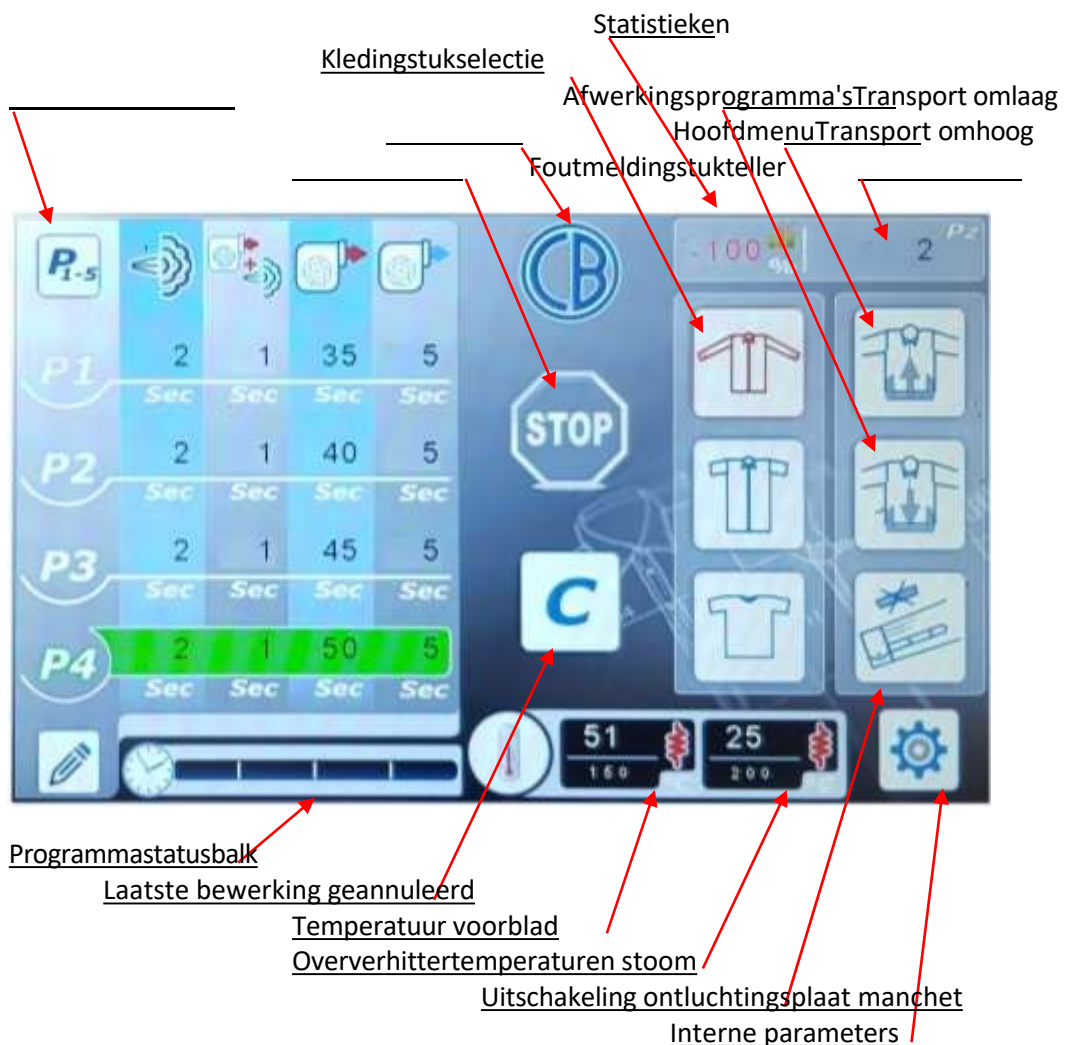 Statistieken
Kledingstukselectie
Afwerkingsprogramma'sTransport omlaag
HoofdmenuTransport omhoog
Foutmeldingstukteller
P1-5
CB
-100
2
Pz
P1 2 1 35 5
Sec Sec Sec Sec
STOP
P2 2 1 40 5
Sec Sec Sec Sec
P3 2 1 45 5
Sec Sec Sec Sec
C
P4 2 1 50 5
Sec Sec Sec Sec
51 25
150 200
Programmastatusbalk
Laatste bewerking geannuleerd
Temperatuur voorblad
Oververhittertemperaturen stoom
Uitschakeling ontluchtingsplaat manchet
Interne parameters